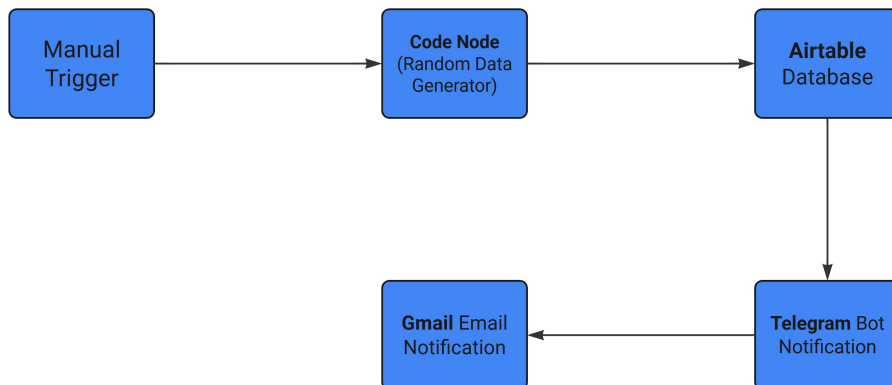 Manual
Trigger
Code Node
(Random Data
Generator)
Airtable
Database
Gmail Email
Notification
Telegram Bot
Notification